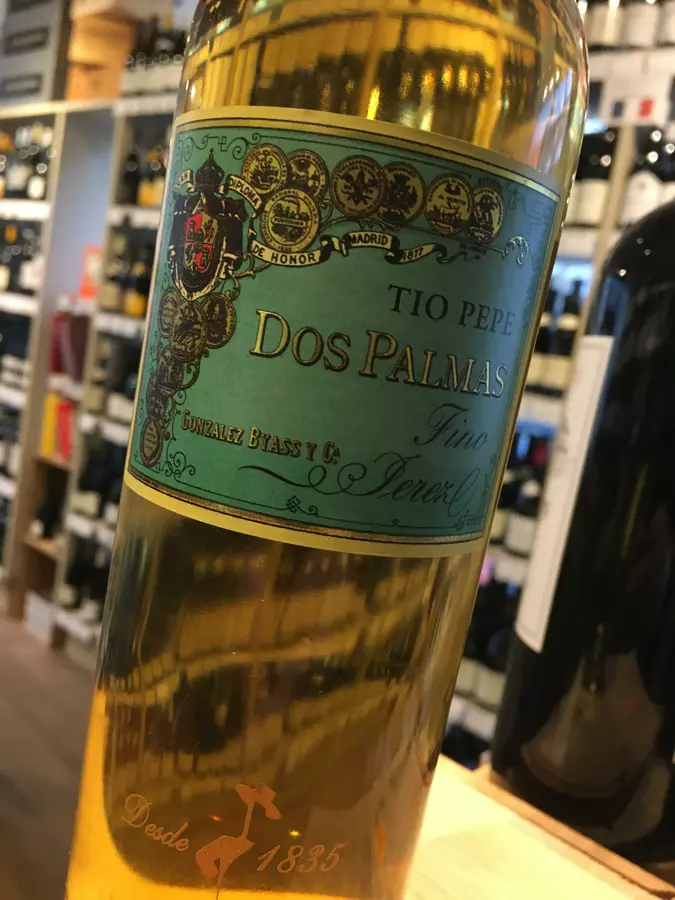 DIPLOMA
DE HONOR MADRID 1877
TIO PEPE
DOS PALMAS
Fino
GONZALEZ BYASS Y Cª
Jerez
Desde 1835